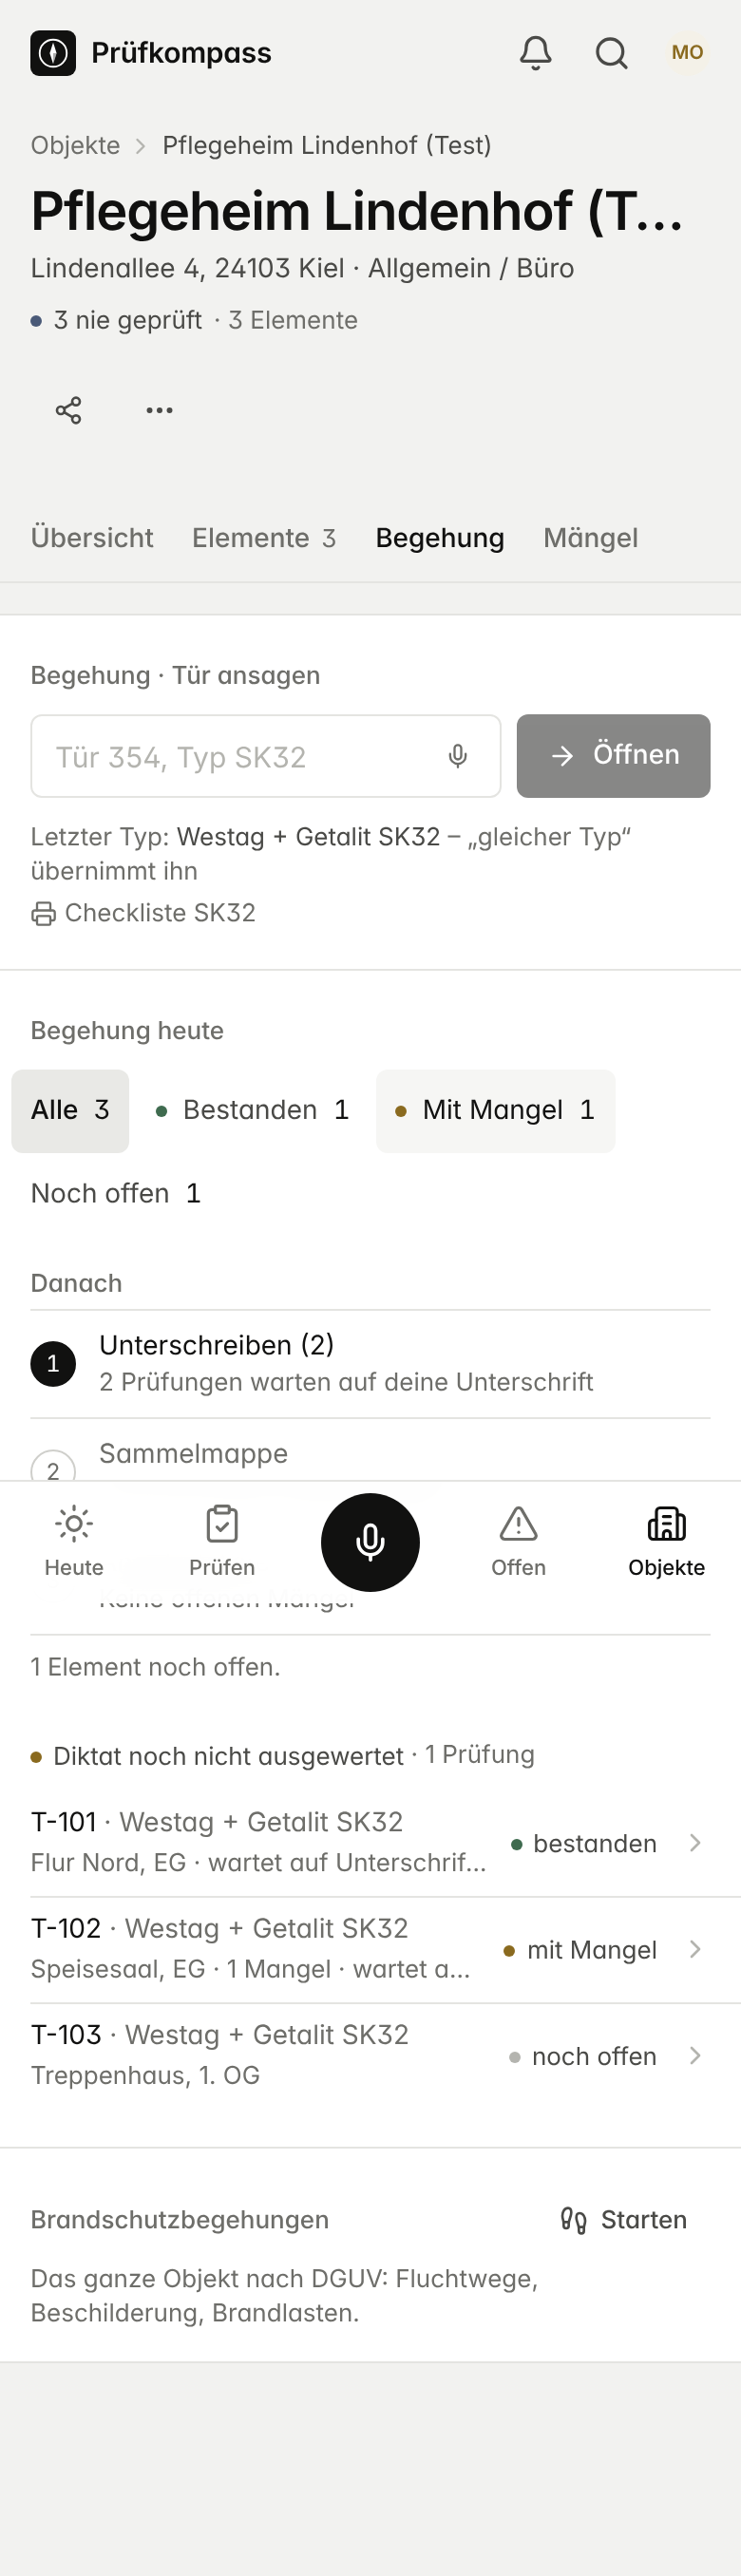 Prüfkompass
MO
Objekte
Pflegeheim Lindenhof (Test)
Pflegeheim Lindenhof (T...
Lindenallee 4, 24103 Kiel · Allgemein / Büro
3 nie geprüft · 3 Elemente
Übersicht Elemente 3 Begehung Mängel
Begehung · Tür ansagen
Tür 354, Typ SK32
Öffnen
Letzter Typ: Westag + Getalit SK32 – „gleicher Typ“
übernimmt ihn
Checkliste SK32
Begehung heute
Alle 3 Bestanden 1 Mit Mangel 1
Noch offen 1
Danach
1 Unterschreiben (2)
2 Prüfungen warten auf deine Unterschrift
2 Sammelmappe
Heute Prüfen Offen Objekte
Keine offenen Mängel
1 Element noch offen.
Diktat noch nicht ausgewertet · 1 Prüfung
T-101 · Westag + Getalit SK32
Flur Nord, EG · wartet auf Unterschrif...
bestanden
T-102 · Westag + Getalit SK32
Speisesaal, EG · 1 Mangel · wartet a...
mit Mangel
T-103 · Westag + Getalit SK32
Treppenhaus, 1. OG
noch offen
Brandschutzbegehungen
Starten
Das ganze Objekt nach DGUV: Fluchtwege,
Beschilderung, Brandlasten.